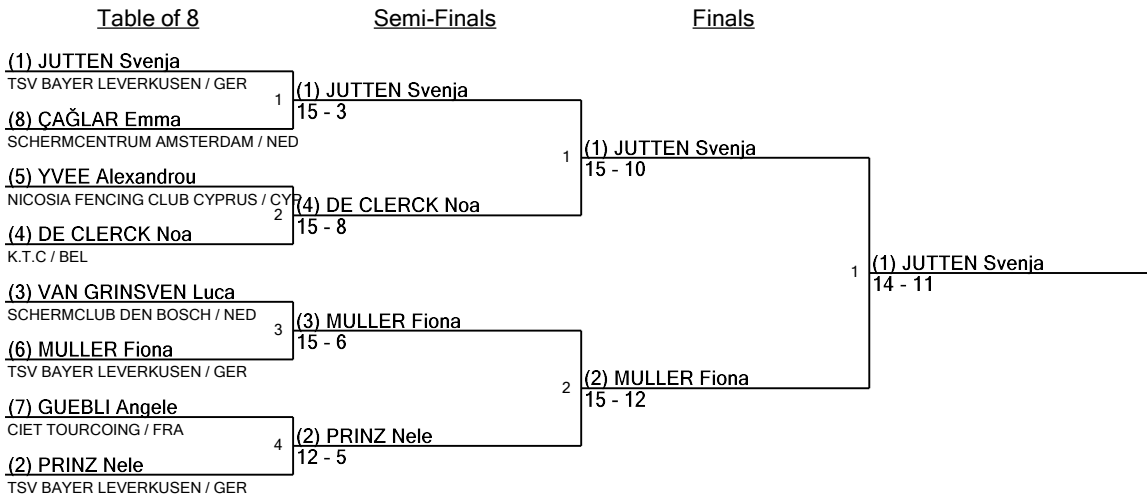 Table of 8
Semi-Finals
Finals
(1) JUTTEN Svenja
TSV BAYER LEVERKUSEN / GER
1
(1) JUTTEN Svenja
15 - 3
(8) ÇAĞLAR Emma
SCHERMCENTRUM AMSTERDAM / NED
1
(1) JUTTEN Svenja
15 - 10
(5) YVEE Alexandrou
NICOSIA FENCING CLUB CYPRUS / CYP
2
(4) DE CLERCK Noa
15 - 8
(4) DE CLERCK Noa
K.T.C / BEL
1
(1) JUTTEN Svenja
14 - 11
(3) VAN GRINSVEN Luca
SCHERMCLUB DEN BOSCH / NED
3
(3) MULLER Fiona
15 - 6
(6) MULLER Fiona
TSV BAYER LEVERKUSEN / GER
2
(2) MULLER Fiona
15 - 12
(7) GUEBLI Angele
CIET TOURCOING / FRA
4
(2) PRINZ Nele
12 - 5
(2) PRINZ Nele
TSV BAYER LEVERKUSEN / GER